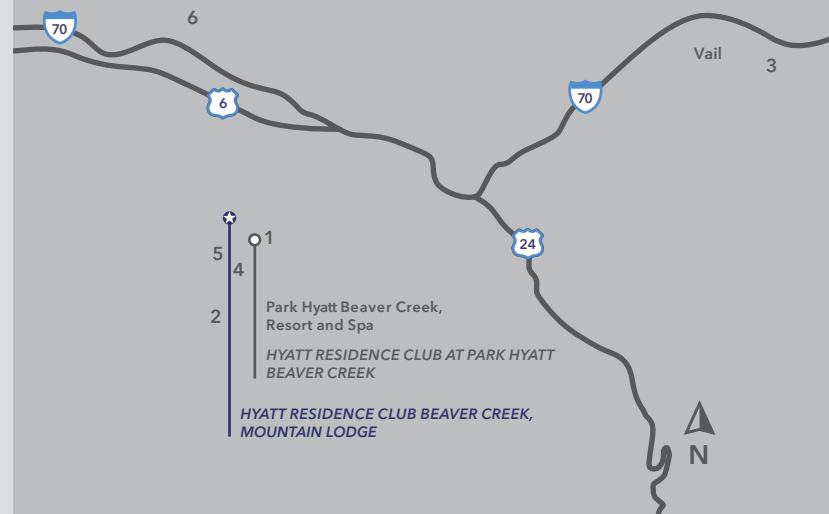 6
70
Vail
3
70
6
24
1
5
4
2
Park Hyatt Beaver Creek,
Resort and Spa
HYATT RESIDENCE CLUB AT PARK HYATT
BEAVER CREEK
HYATT RESIDENCE CLUB BEAVER CREEK,
MOUNTAIN LODGE
N